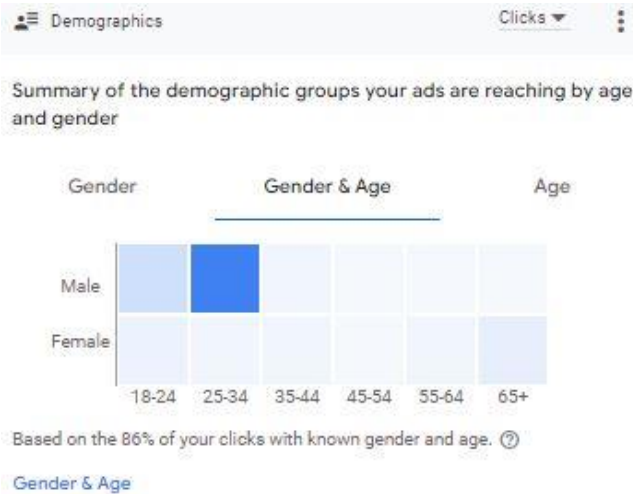 Demographics Clicks
Summary of the demographic groups your ads are reaching by age
and gender
Gender Gender & Age Age
Male
Female
18-24 25-34 35-44 45-54 55-64 65+
Based on the 86% of your clicks with known gender and age.
Gender & Age